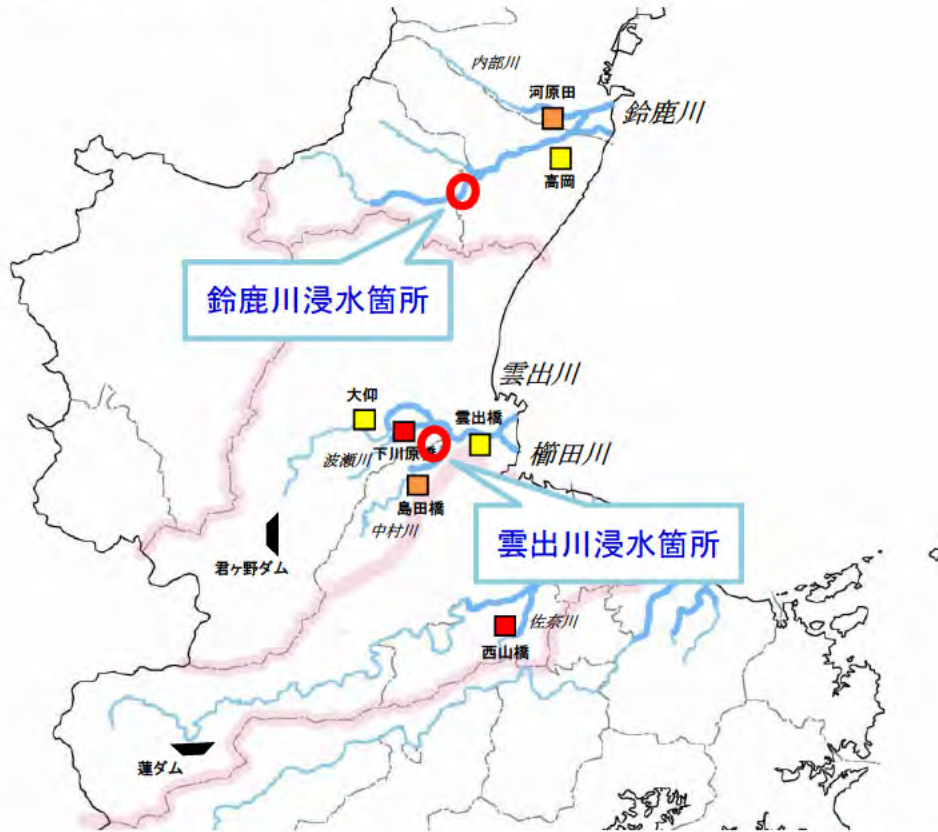 内部川
河原田
鈴鹿川
高岡
鈴鹿川浸水箇所
雲出川
大仰
雲出橋
下川原橋
波瀬川
櫛田川
島田橋
中村川
雲出川浸水箇所
君ヶ野ダム
佐奈川
西山橋
蓮ダム